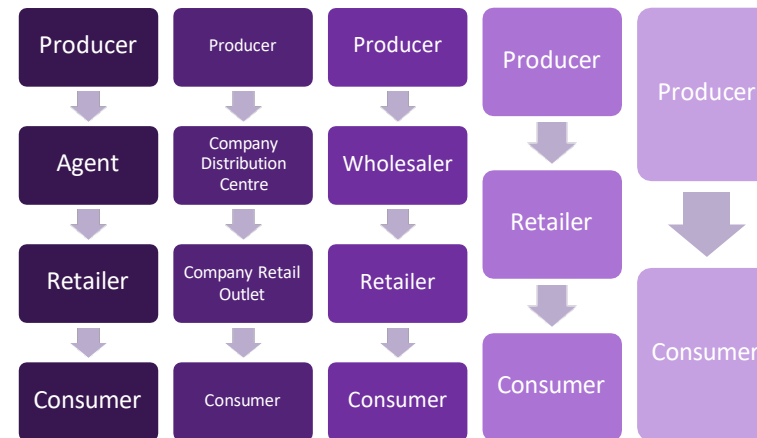 Producer
Agent
Retailer
Consumer
Producer
Company
Distribution
Centre
Company Retail
Outlet
Consumer
Producer
Wholesaler
Retailer
Consumer
Producer
Retailer
Consumer
Producer
Consumer